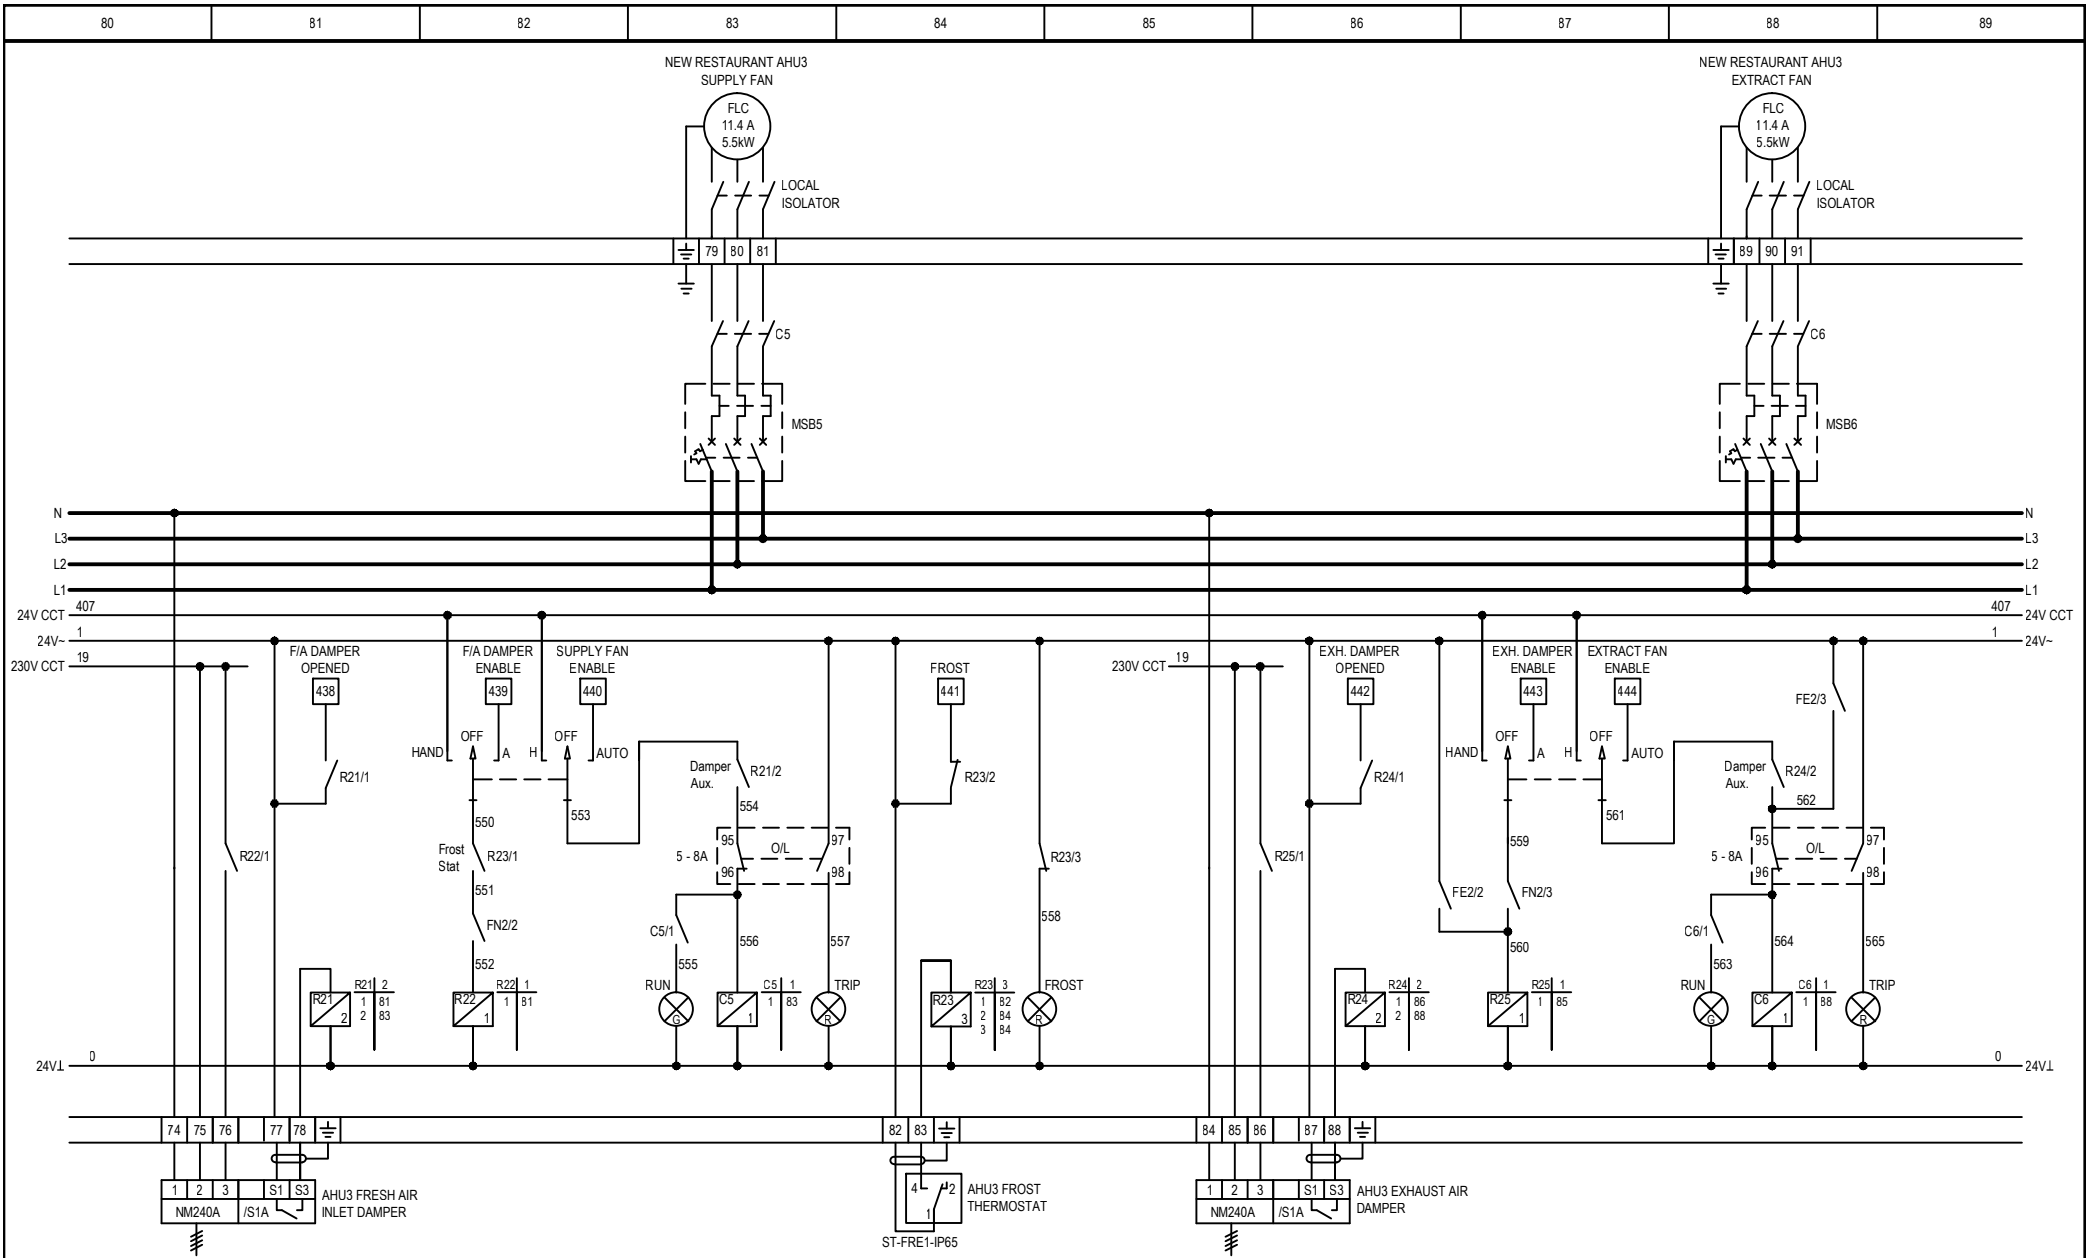 80 81 82 83 84 85 86 87 88 89
NEW RESTAURANT AHU3
SUPPLY FAN
FLC
11.4 A
5.5kW
LOCAL
ISOLATOR
79 80 81
C5
MSB5
NEW RESTAURANT AHU3
EXTRACT FAN
FLC
11.4 A
5.5kW
LOCAL
ISOLATOR
89 90 91
C6
MSB6
N N
L3 L3
L2 L2
L1 L1
24V CCT 407 407 24V CCT
24V~ 1 1 24V~
230V CCT 19
230V CCT 19
F/A DAMPER
OPENED
438
R21/1
R22/1
F/A DAMPER
ENABLE
439
SUPPLY FAN
ENABLE
440
HAND OFF A H OFF AUTO
550
553
Frost
Stat
R23/1
551
FN2/2
552
Damper
Aux.
R21/2
554
95 O/L 97
5 - 8A
96 98
C5/1
555
556
557
FROST
441
R23/2
R23/3
558
EXH. DAMPER
OPENED
442
R24/1
R25/1
EXH. DAMPER
ENABLE
443
EXTRACT FAN
ENABLE
444
HAND OFF A H OFF AUTO
559
561
FE2/2
FN2/3
560
Damper
Aux.
R24/2
562
FE2/3
95 O/L 97
5 - 8A
96 98
C6/1
563
564
565
R21
2
R21 2
1 81
2 83
R22
1
R22 1
1 81
RUN
G
C5
1
C5 1
1 83
TRIP
R
R23
3
R23 3
1 82
2 84
3 84
FROST
R
R24
2
R24 2
1 86
2 88
R25
1
R25 1
1 85
RUN
G
C6
1
C6 1
1 88
TRIP
R
24V⊥ 0 0 24V⊥
74 75 76 77 78
82 83
84 85 86 87 88
1 2 3 S1 S3
NM240A /S1A
AHU3 FRESH AIR
INLET DAMPER
4 2
1
AHU3 FROST
THERMOSTAT
ST-FRE1-IP65
1 2 3 S1 S3
NM240A /S1A
AHU3 EXHAUST AIR
DAMPER